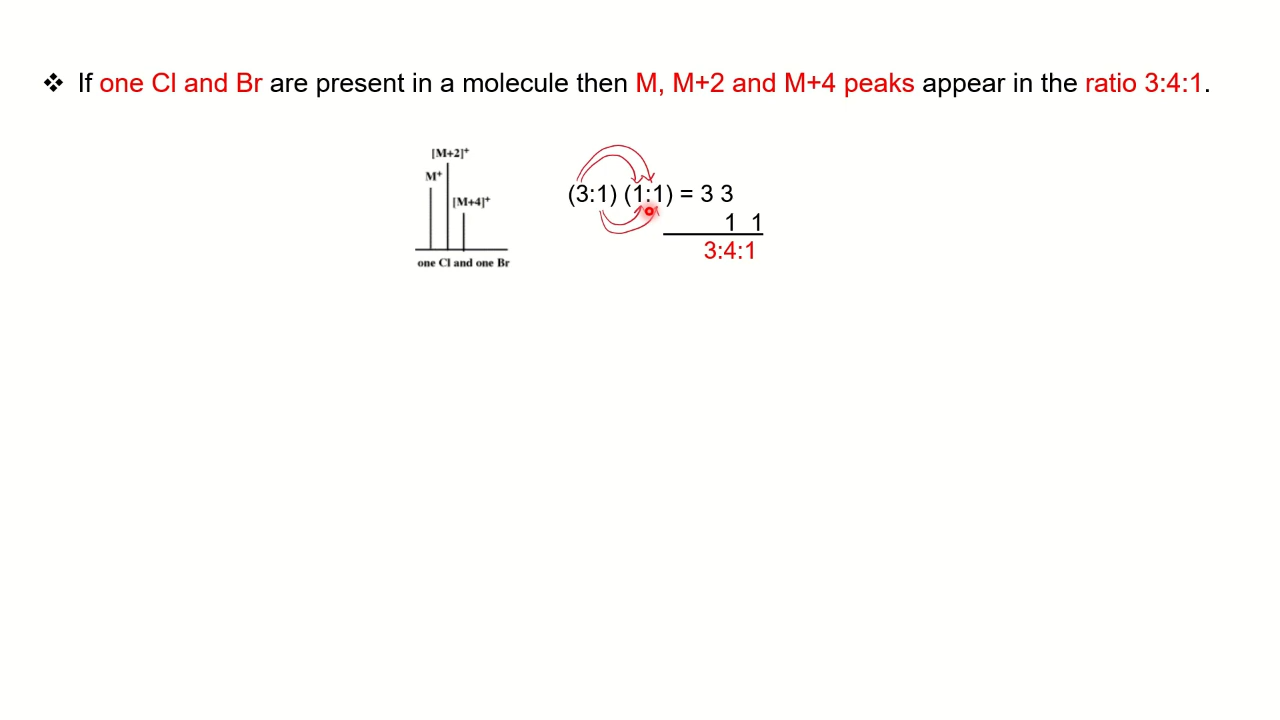 ❖ If one Cl and Br are present in a molecule then M, M+2 and M+4 peaks appear in the ratio 3:4:1.
[M+2]⁺
M⁺
[M+4]⁺
one Cl and one Br
(3:1) (1:1) = 3 3
1 1
3:4:1